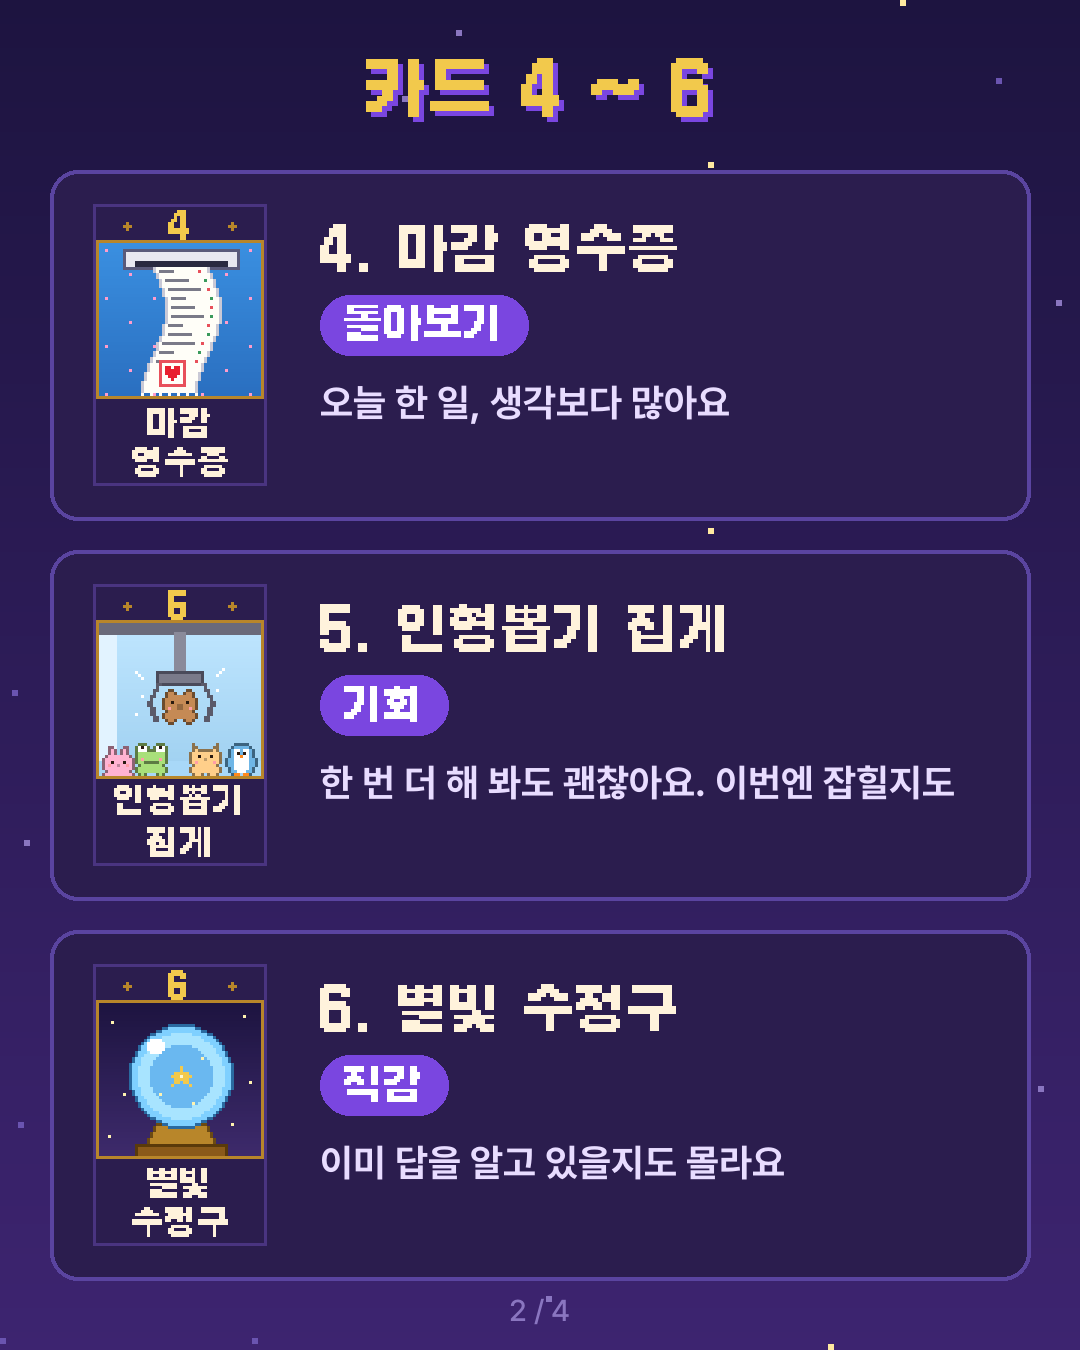 카드 4 ~ 6
4
마감
영수증
4. 마감 영수증
돌아보기
오늘 한 일, 생각보다 많아요
5
인형뽑기
집게
5. 인형뽑기 집게
기회
한 번 더 해 봐도 괜찮아요. 이번엔 잡힐지도
6
별빛
수정구
6. 별빛 수정구
직감
이미 답을 알고 있을지도 몰라요
2 / 4